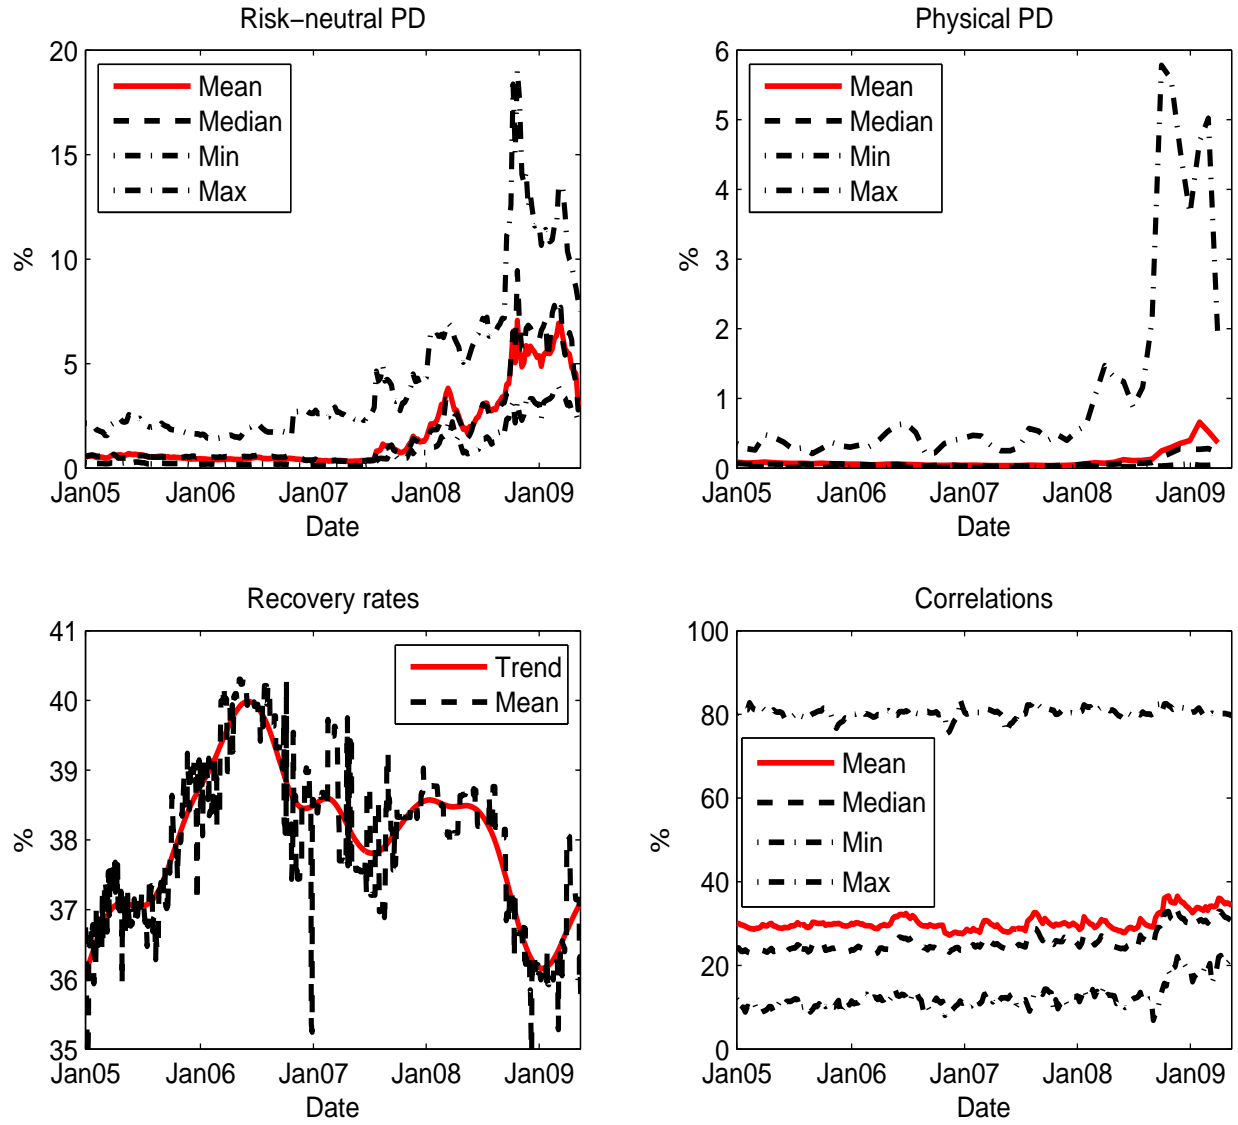 Risk−neutral PD
20
15
10
5
0
%
Mean
Median
Min
Max
Jan05 Jan06 Jan07 Jan08 Jan09
Date
Physical PD
6
5
4
3
2
1
0
%
Mean
Median
Min
Max
Jan05 Jan06 Jan07 Jan08 Jan09
Date
Recovery rates
41
40
39
38
37
36
35
%
Trend
Mean
Jan05 Jan06 Jan07 Jan08 Jan09
Date
Correlations
100
80
60
40
20
0
%
Mean
Median
Min
Max
Jan05 Jan06 Jan07 Jan08 Jan09
Date